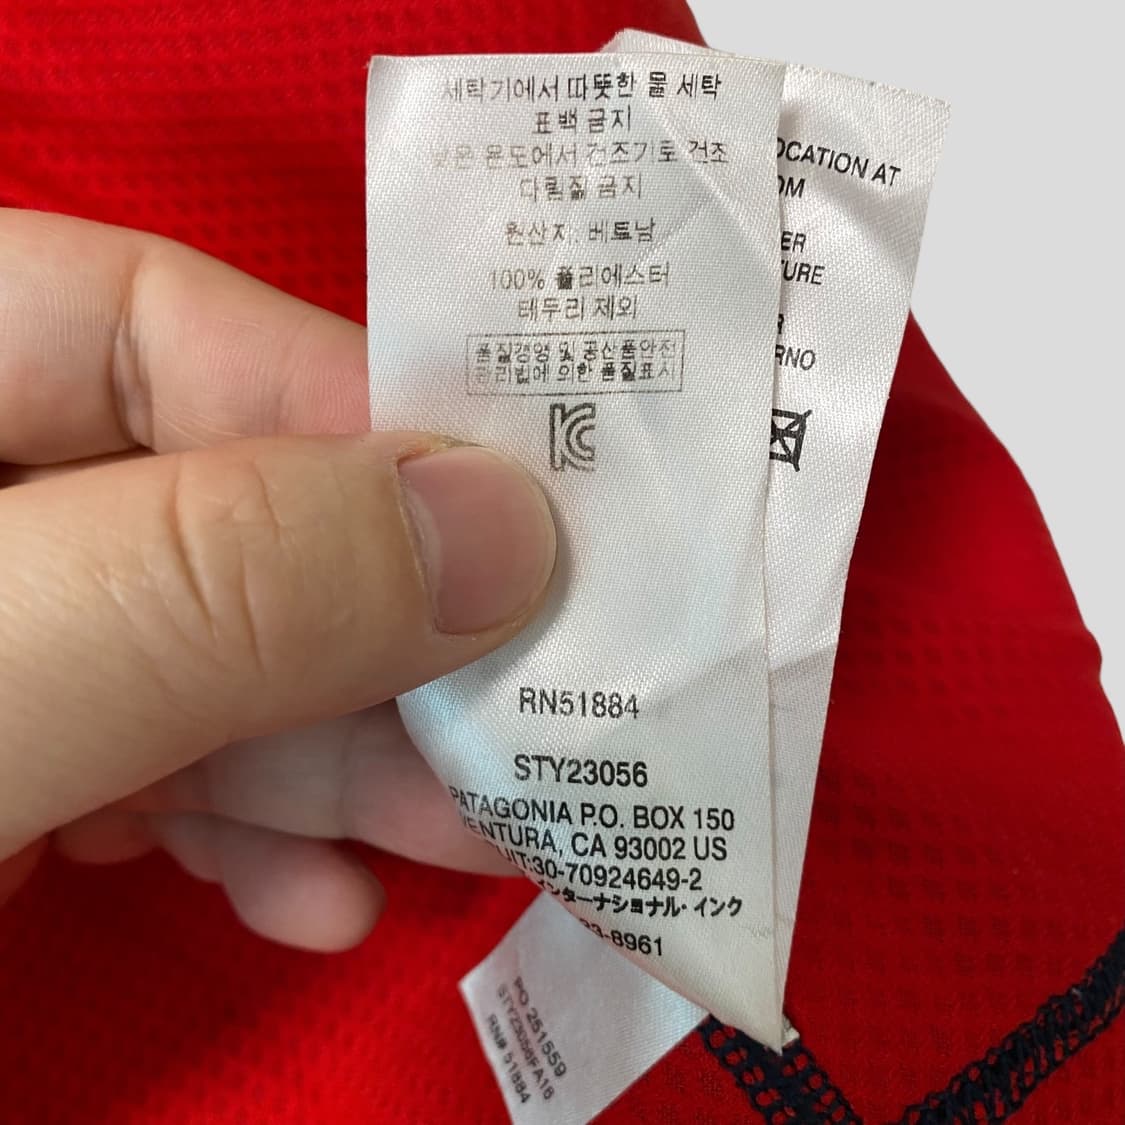 세탁기에서 따뜻한 물 세탁
표백 금지
낮은 온도에서 건조기로 건조
다림질 금지
원산지: 베트남
100% 폴리에스터
테두리 제외
품질경영 및 공산품안전
관리법에 의한 품질표시
KC
RN51884
STY23056
PATAGONIA P.O. BOX 150
VENTURA, CA 93002 US
UIT:30-70924649-2
インターナショナル・インク
-8961
OCATION AT
OM
ER
TURE
R
RNO
PO 251559
STY23056FA16
RN# 51884